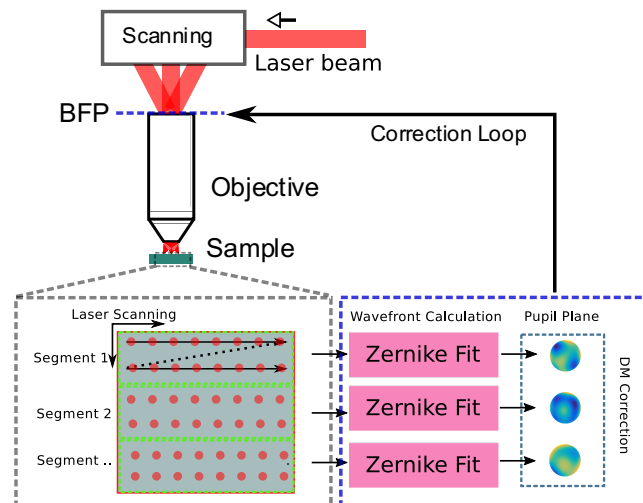 Scanning
Laser beam
BFP
Correction Loop
Objective
Sample
Laser Scanning
Segment 1
Segment 2
Segment ..
Wavefront Calculation
Pupil Plane
Zernike Fit
Zernike Fit
Zernike Fit
DM Correction